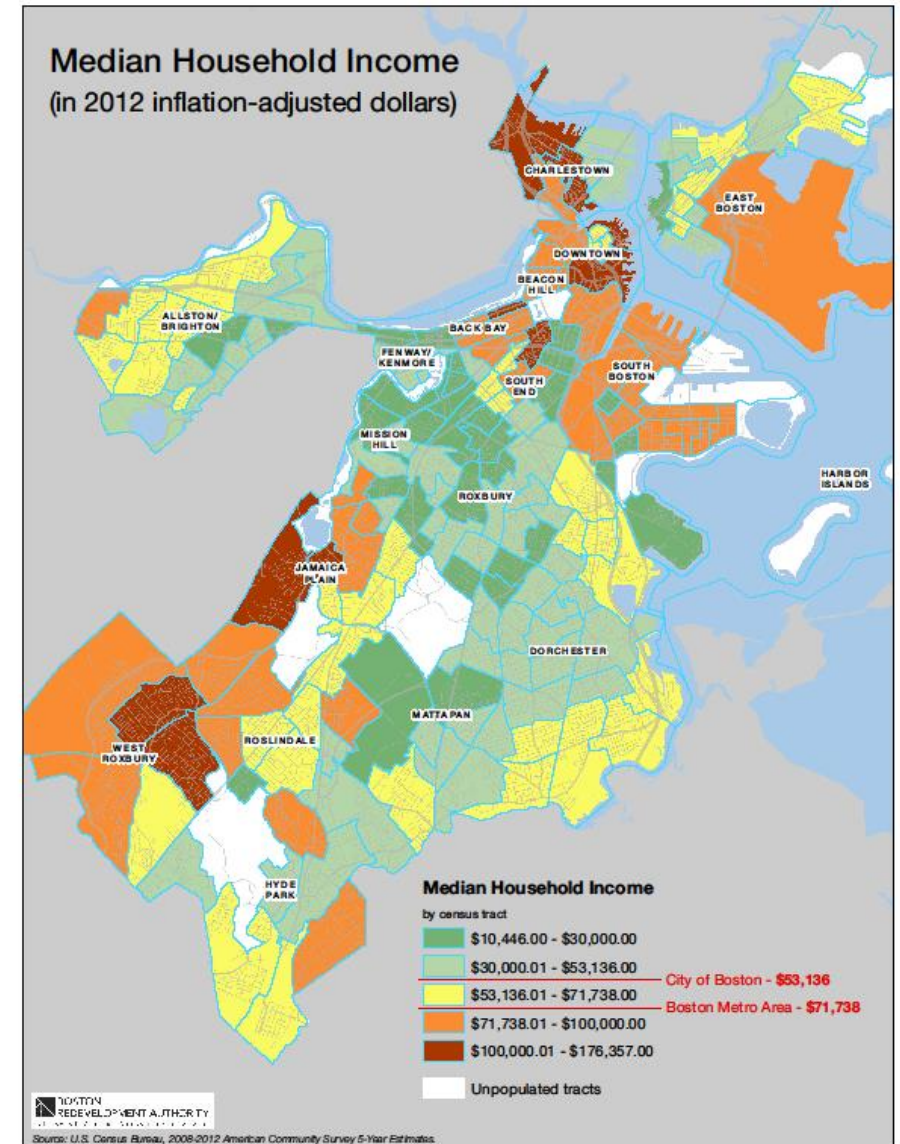 Median Household Income
(in 2012 inflation-adjusted dollars)
CHARLESTOWN
EAST
BOSTON
DOWNTOWN
BEACON
HILL
ALLSTON/
BRIGHTON
BACK BAY
FENWAY/
KENMORE
SOUTH
BOSTON
SOUTH
END
MISSION
HILL
HARBOR
ISLANDS
ROXBURY
JAMAICA
PLAIN
DORCHESTER
MATTAPAN
ROSLINDALE
WEST
ROXBURY
HYDE
PARK
Median Household Income
by census tract
$10,446.00 - $30,000.00
$30,000.01 - $53,136.00
City of Boston - $53,136
$53,136.01 - $71,738.00
Boston Metro Area - $71,738
$71,738.01 - $100,000.00
$100,000.01 - $176,357.00
Unpopulated tracts
BOSTON
REDEVELOPMENT AUTHORITY
Source: U.S. Census Bureau, 2008-2012 American Community Survey 5-Year Estimates.